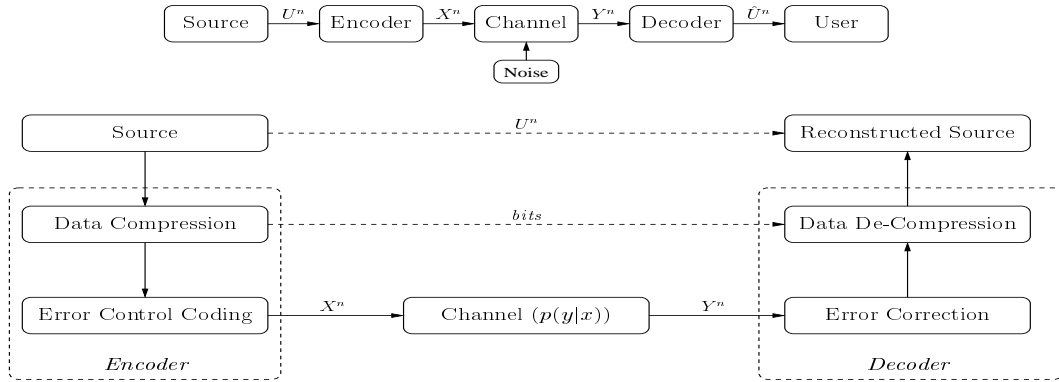 Source U^n Encoder X^n Channel Y^n Decoder Û^n User
Noise
Source U^n Reconstructed Source
Data Compression bits Data De-Compression
Error Control Coding X^n Channel (p(y|x)) Y^n Error Correction
Encoder Decoder